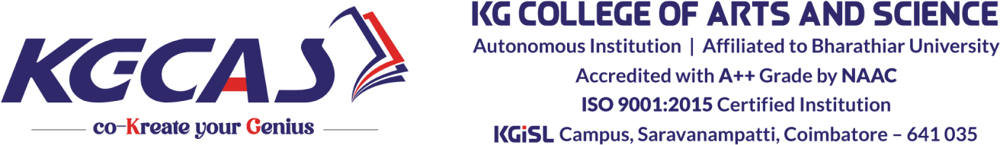 KGCAS
co-Kreate your Genius
KG COLLEGE OF ARTS AND SCIENCE
Autonomous Institution | Affiliated to Bharathiar University
Accredited with A++ Grade by NAAC
ISO 9001:2015 Certified Institution
KGiSL Campus, Saravanampatti, Coimbatore – 641 035